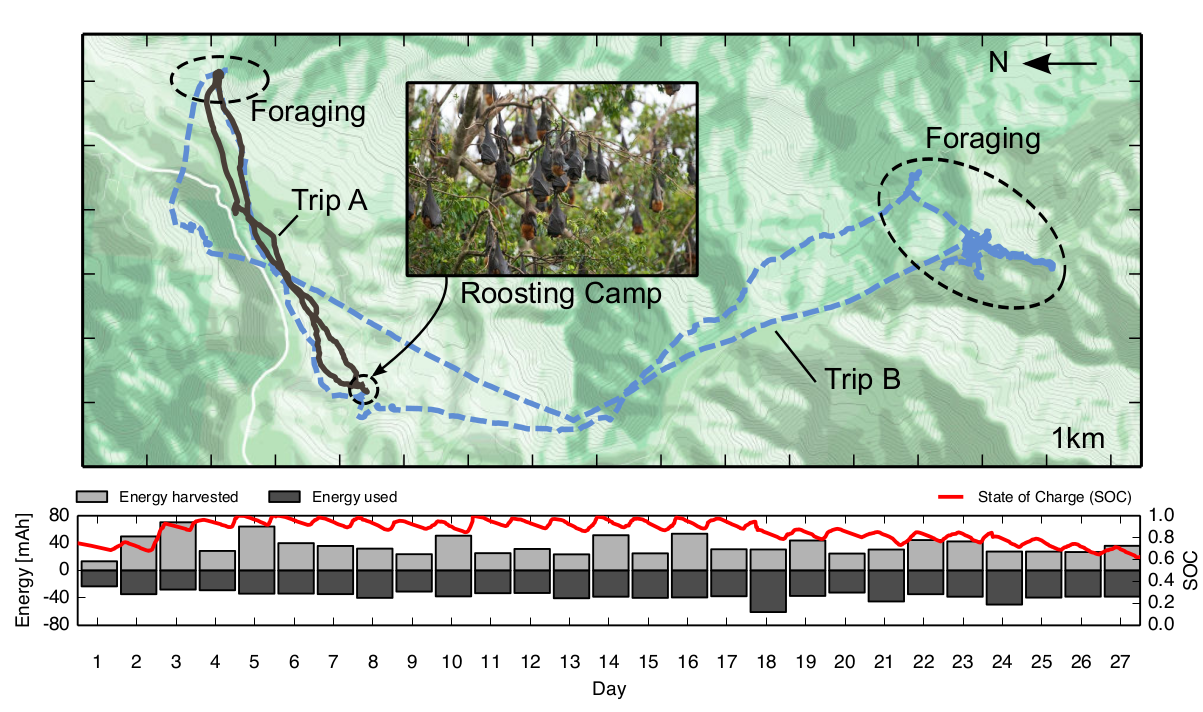 N
Foraging
Foraging
Trip A
Roosting Camp
Trip B
1km
Energy harvested
Energy used
State of Charge (SOC)
80
40
0
-40
-80
Energy [mAh]
1.0
0.8
0.6
0.4
0.2
0.0
SOC
1 2 3 4 5 6 7 8 9 10 11 12 13 14 15 16 17 18 19 20 21 22 23 24 25 26 27
Day